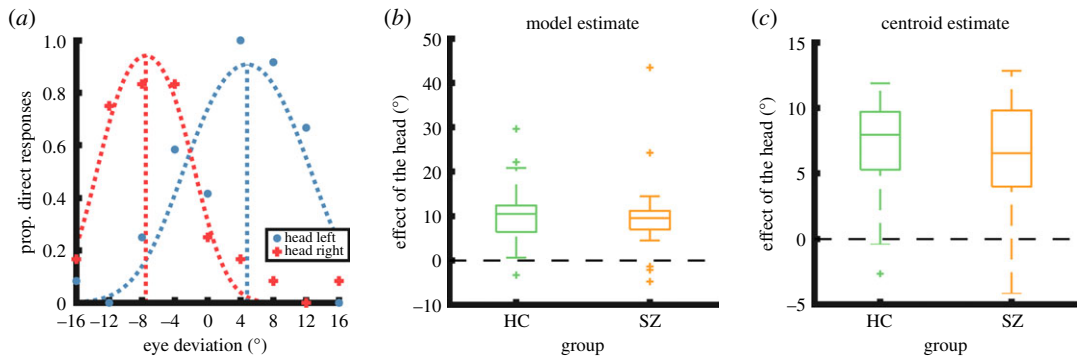 (a)
prop. direct responses
1.0
0.8
0.6
0.4
0.2
0
–16 –12 –8 –4 0 4 8 12 16
eye deviation (°)
head left
head right
(b)
model estimate
effect of the head (°)
50
40
30
20
10
0
–10
HC SZ
group
(c)
centroid estimate
effect of the head (°)
15
10
5
0
–5
HC SZ
group